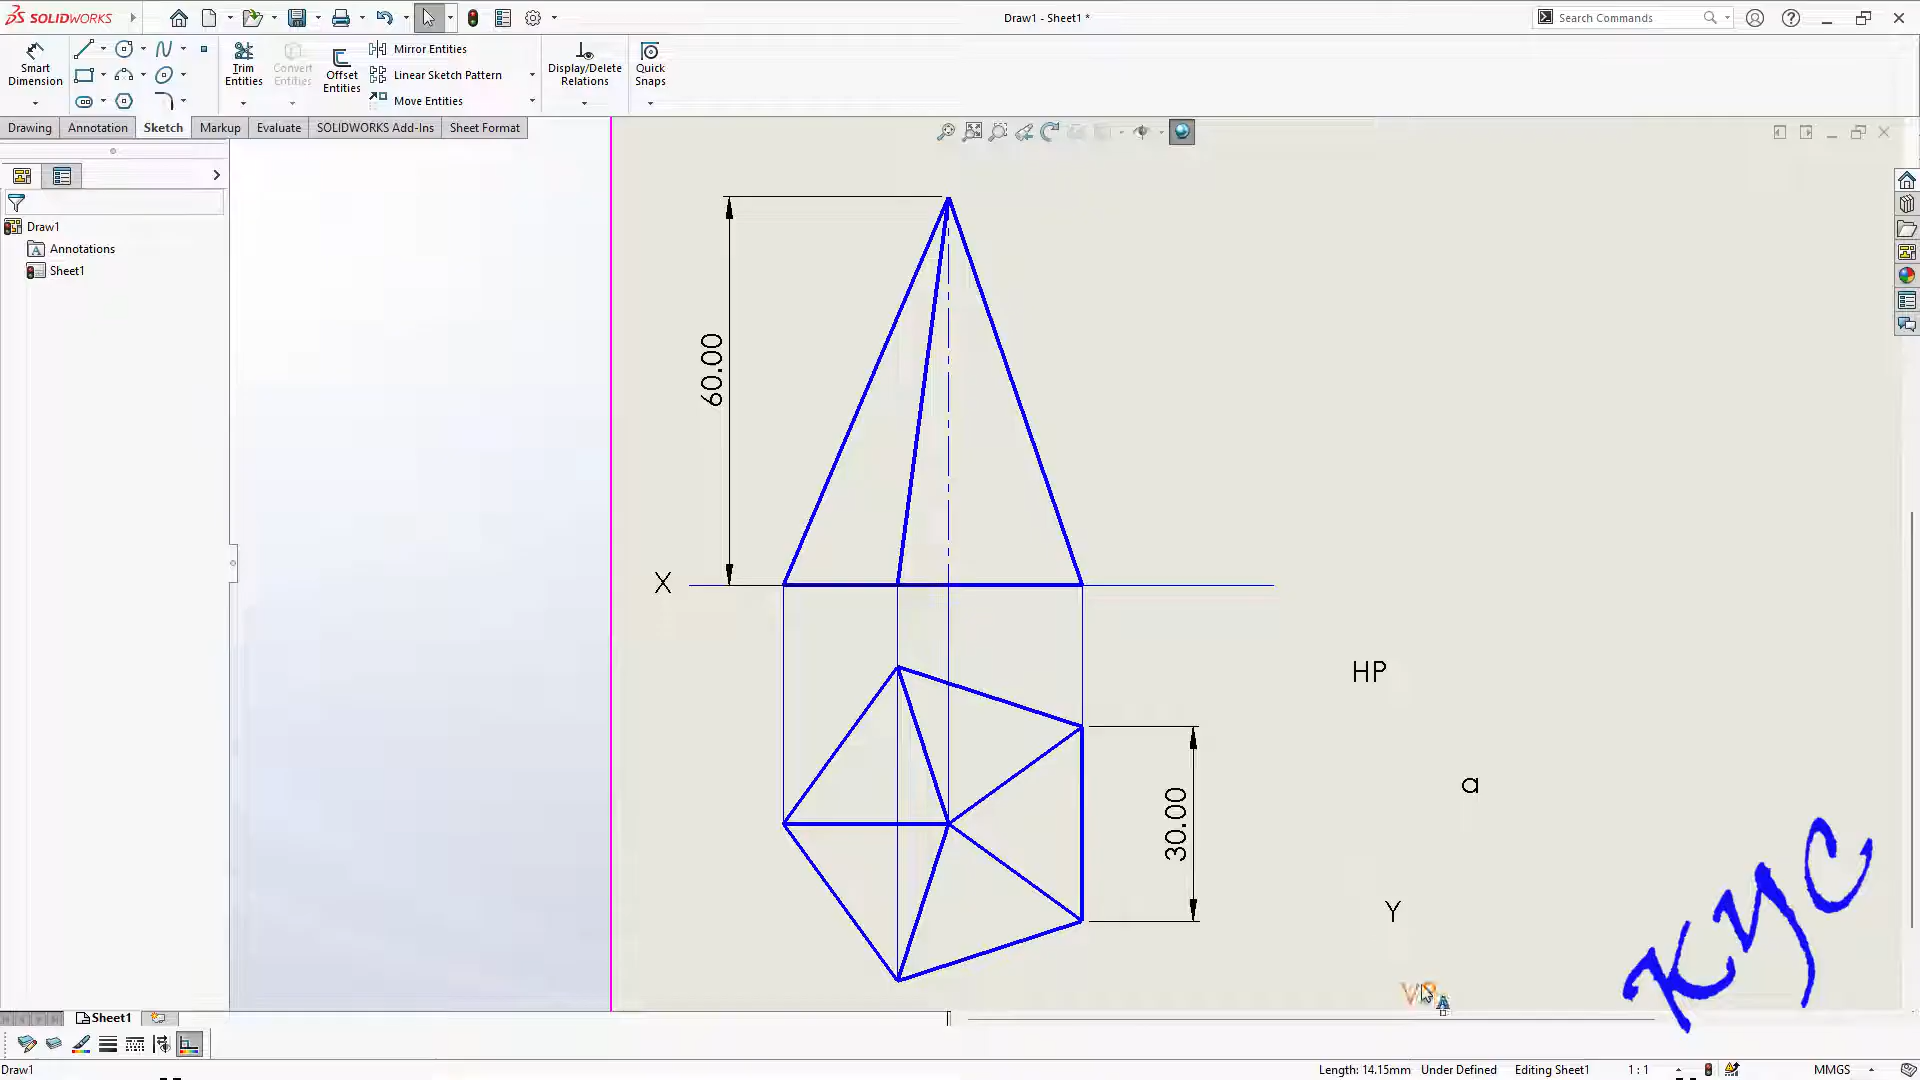 SOLIDWORKS
Draw1 - Sheet1 *
Search Commands
Smart Dimension
Trim Entities
Convert Entities
Offset Entities
Mirror Entities
Linear Sketch Pattern
Move Entities
Display/Delete Relations
Quick Snaps
Drawing
Annotation
Sketch
Markup
Evaluate
SOLIDWORKS Add-Ins
Sheet Format
Draw1
Annotations
Sheet1
60.00
X
HP
30.00
a
Y
VP
KYC
Sheet1
Draw1
Length: 14.15mm
Under Defined
Editing Sheet1
1 : 1
MMGS